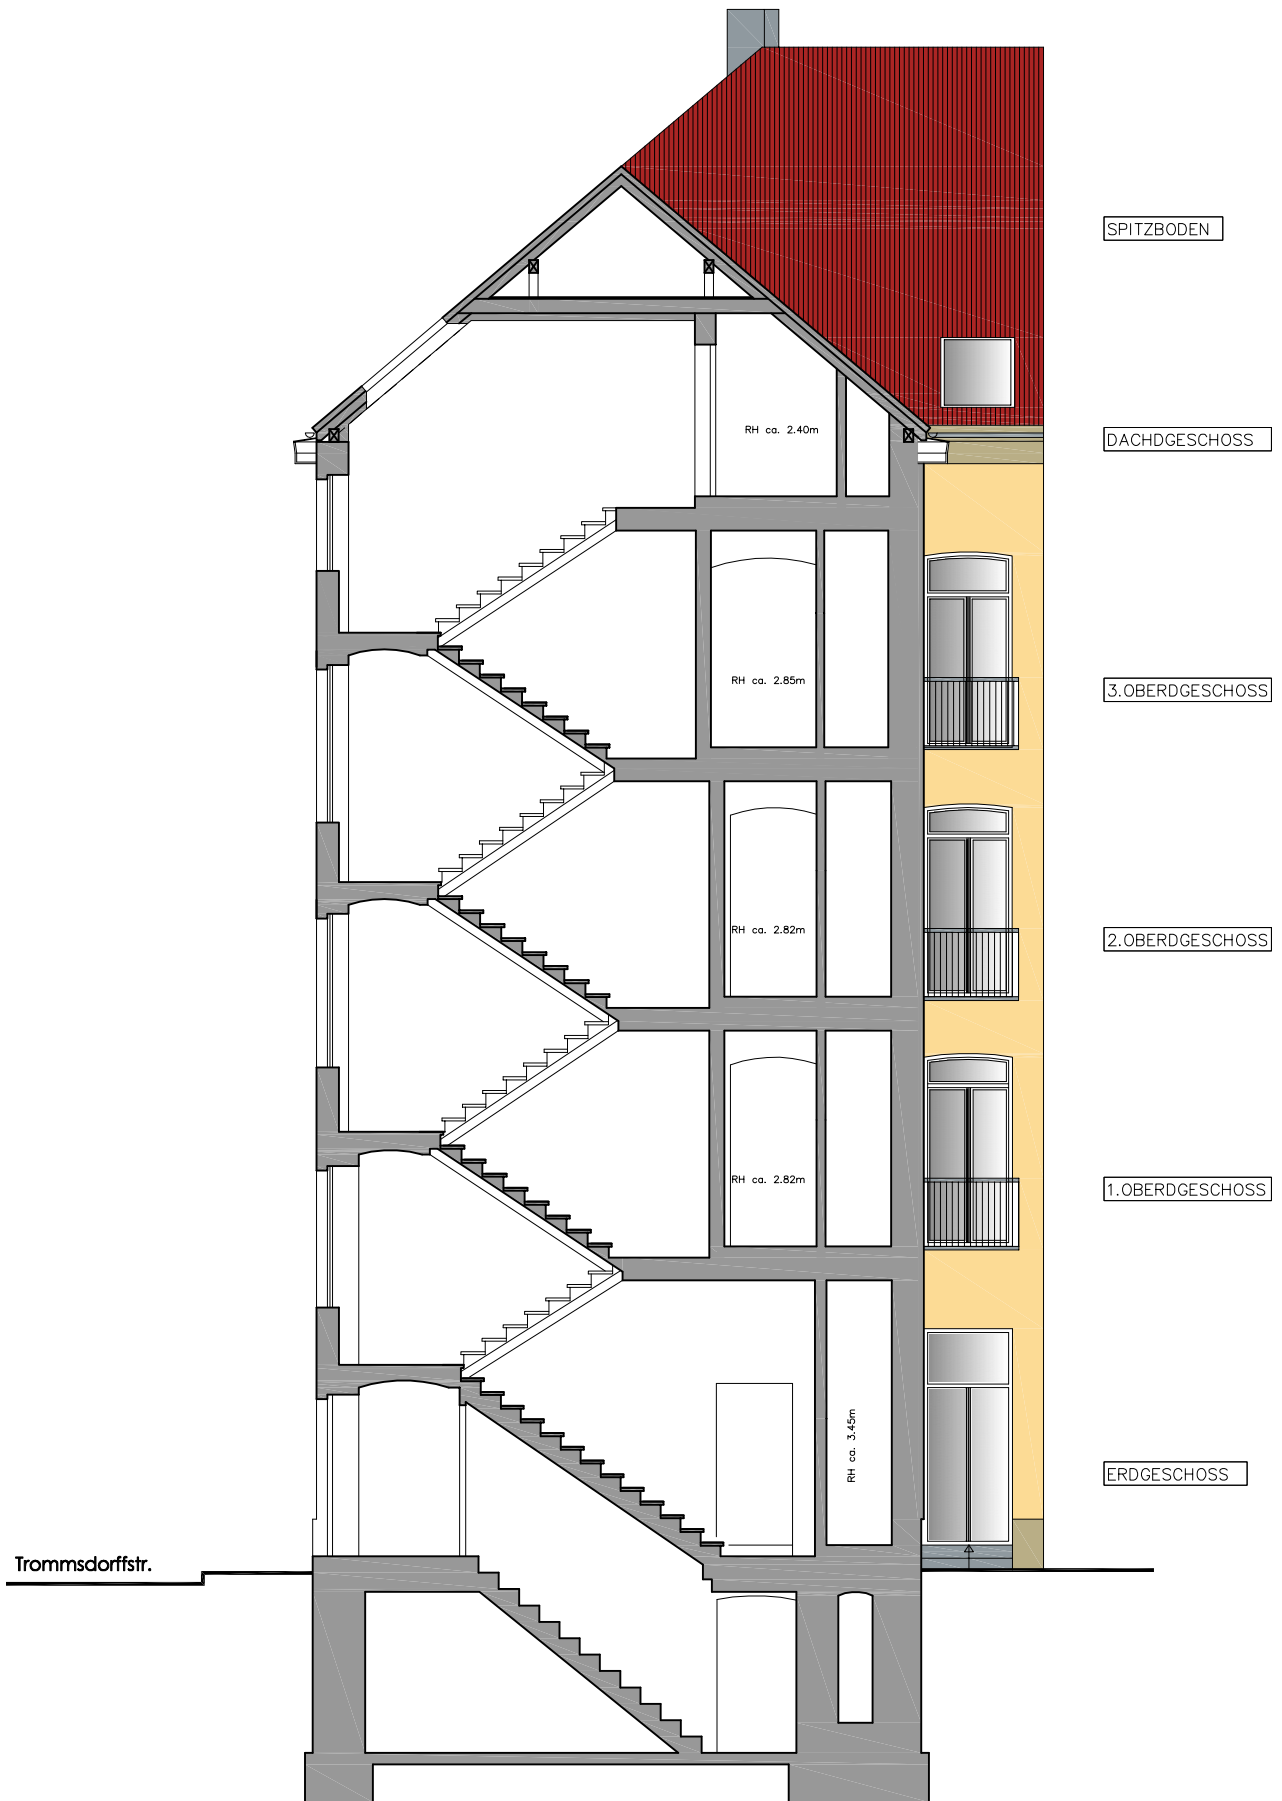 SPITZBODEN
RH ca. 2.40m
DACHDGESCHOSS
RH ca. 2.85m
3.OBERDGESCHOSS
RH ca. 2.82m
2.OBERDGESCHOSS
RH ca. 2.82m
1.OBERDGESCHOSS
RH ca. 3.45m
ERDGESCHOSS
Trommsdorffstr.